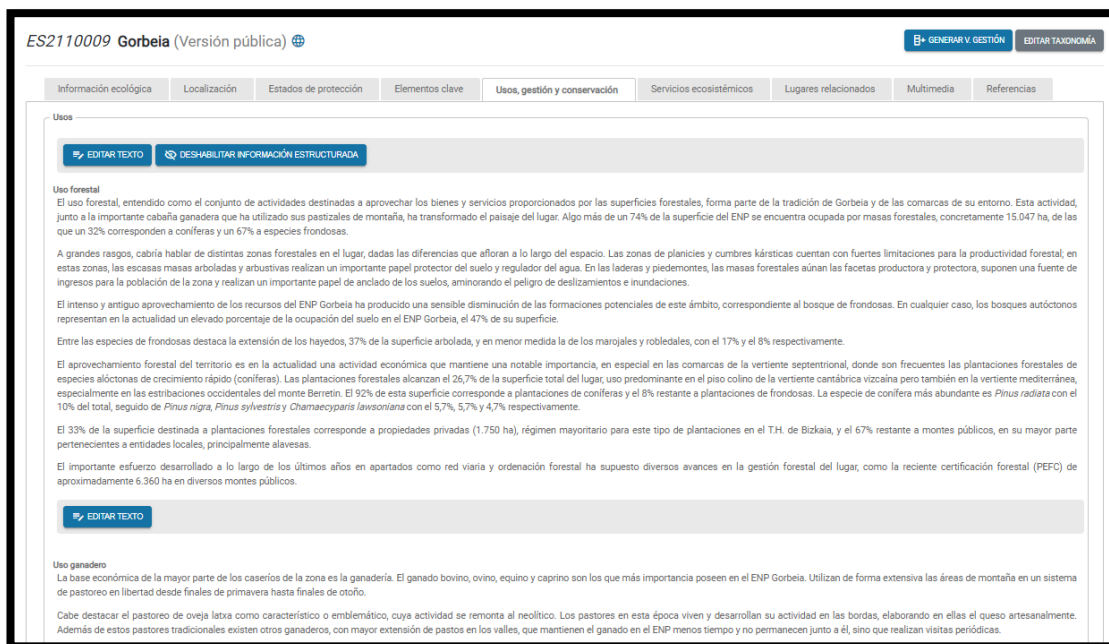 ES2110009 Gorbeia (Versión pública)
GENERAR V. GESTIÓN
EDITAR TAXONOMÍA
Información ecológica
Localización
Estados de protección
Elementos clave
Usos, gestión y conservación
Servicios ecosistémicos
Lugares relacionados
Multimedia
Referencias
Usos
EDITAR TEXTO
DESHABILITAR INFORMACIÓN ESTRUCTURADA
Uso forestal
El uso forestal, entendido como el conjunto de actividades destinadas a aprovechar los bienes y servicios proporcionados por las superficies forestales, forma parte de la tradición de Gorbeia y de las comarcas de su entorno. Esta actividad,
junto a la importante cabaña ganadera que ha utilizado sus pastizales de montaña, ha transformado el paisaje del lugar. Algo más de un 74% de la superficie del ENP se encuentra ocupada por masas forestales, concretamente 15.047 ha, de las
que un 32% corresponden a coníferas y un 67% a especies frondosas.
A grandes rasgos, cabría hablar de distintas zonas forestales en el lugar, dadas las diferencias que afloran a lo largo del espacio. Las zonas de planicies y cumbres kársticas cuentan con fuertes limitaciones para la productividad forestal; en
estas zonas, las escasas masas arboladas y arbustivas realizan un importante papel protector del suelo y regulador del agua. En las laderas y piedemontes, las masas forestales aúnan las facetas productora y protectora, suponen una fuente de
ingresos para la población de la zona y realizan un importante papel de anclado de los suelos, aminorando el peligro de deslizamientos e inundaciones.
El intenso y antiguo aprovechamiento de los recursos del ENP Gorbeia ha producido una sensible disminución de las formaciones potenciales de este ámbito, correspondiente al bosque de frondosas. En cualquier caso, los bosques autóctonos
representan en la actualidad un elevado porcentaje de la ocupación del suelo en el ENP Gorbeia, el 47% de su superficie.
Entre las especies de frondosas destaca la extensión de los hayedos, 37% de la superficie arbolada, y en menor medida la de los marojales y robledales, con el 17% y el 8% respectivamente.
El aprovechamiento forestal del territorio es en la actualidad una actividad económica que mantiene una notable importancia, en especial en las comarcas de la vertiente septentrional, donde son frecuentes las plantaciones forestales de
especies alóctonas de crecimiento rápido (coníferas). Las plantaciones forestales alcanzan el 26,7% de la superficie total del lugar, uso predominante en el piso colino de la vertiente cantábrica vizcaína pero también en la vertiente mediterránea,
especialmente en las estribaciones occidentales del monte Berretin. El 92% de esta superficie corresponde a plantaciones de coníferas y el 8% restante a plantaciones de frondosas. La especie de conífera más abundante es Pinus radiata con el
10% del total, seguido de Pinus nigra, Pinus sylvestris y Chamaecyparis lawsoniana con el 5,7%, 5,7% y 4,7% respectivamente.
El 33% de la superficie destinada a plantaciones forestales corresponde a propiedades privadas (1.750 ha), régimen mayoritario para este tipo de plantaciones en el T.H. de Bizkaia, y el 67% restante a montes públicos, en su mayor parte
pertenecientes a entidades locales, principalmente alavesas.
El importante esfuerzo desarrollado a lo largo de los últimos años en apartados como red viaria y ordenación forestal ha supuesto diversos avances en la gestión forestal del lugar, como la reciente certificación forestal (PEFC) de
aproximadamente 6.360 ha en diversos montes públicos.
EDITAR TEXTO
Uso ganadero
La base económica de la mayor parte de los caseríos de la zona es la ganadería. El ganado bovino, ovino, equino y caprino son los que más importancia poseen en el ENP Gorbeia. Utilizan de forma extensiva las áreas de montaña en un sistema
de pastoreo en libertad desde finales de primavera hasta finales de otoño.
Cabe destacar el pastoreo de oveja latxa como característico o emblemático, cuya actividad se remonta al neolítico. Los pastores en esta época viven y desarrollan su actividad en las bordas, elaborando en ellas el queso artesanalmente.
Además de estos pastores tradicionales existen otros ganaderos, con mayor extensión de pastos en los valles, que mantienen el ganado en el ENP menos tiempo y no permanecen junto a él, sino que realizan visitas periódicas.